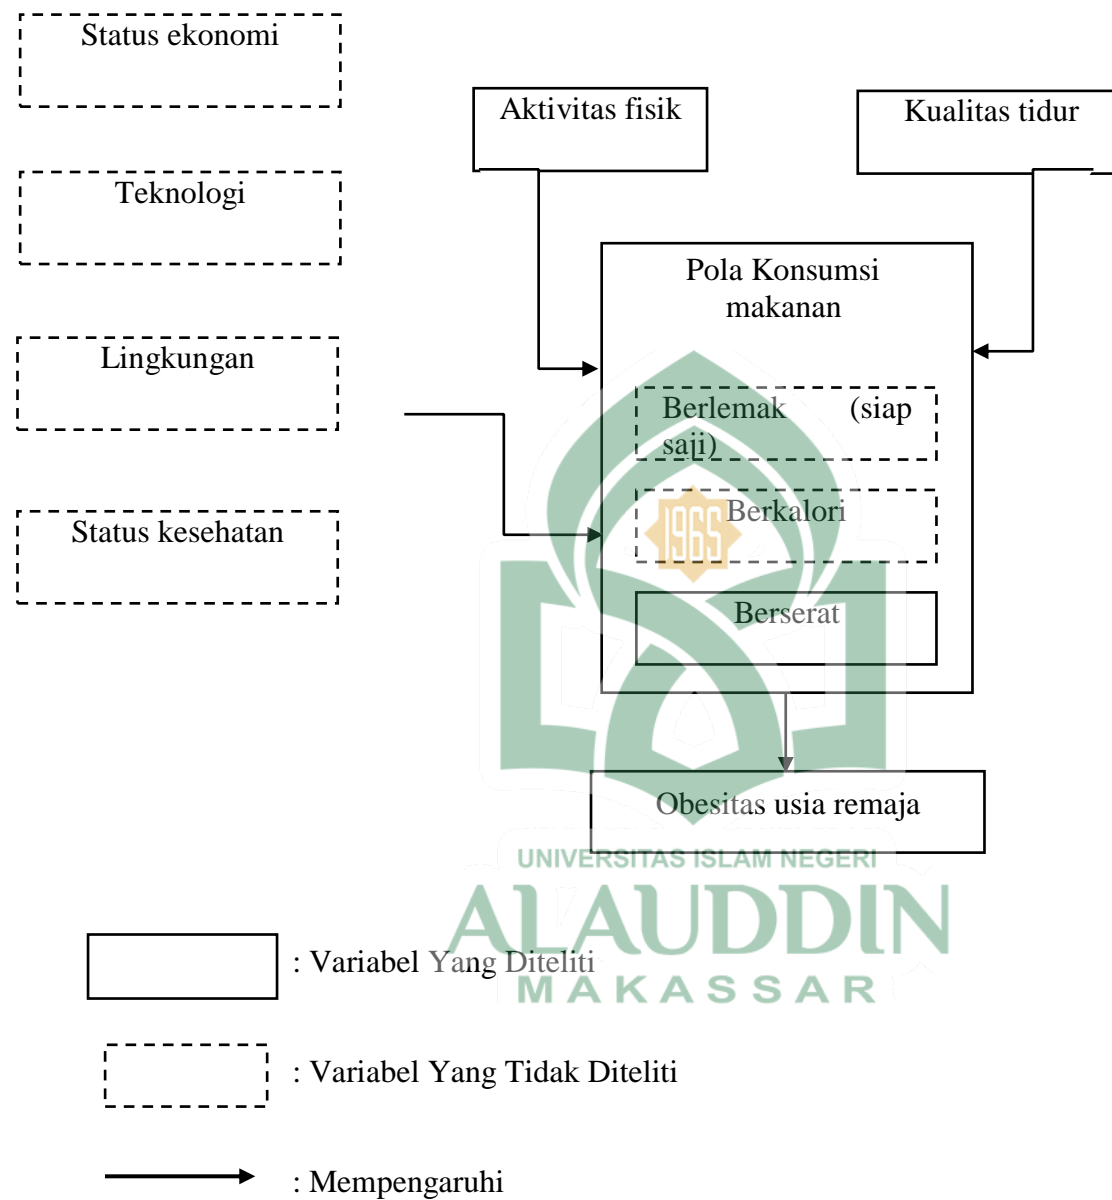 Status ekonomi
Aktivitas fisik
Kualitas tidur
Teknologi
Pola Konsumsi
makanan
Lingkungan
Berlemak (siap
saji)
Berkalori
1965
Status kesehatan
Berserat
Obesitas usia remaja
UNIVERSITAS ISLAM NEGERI
ALAUDDIN
MAKASSAR
: Variabel Yang Diteliti
: Variabel Yang Tidak Diteliti
: Mempengaruhi